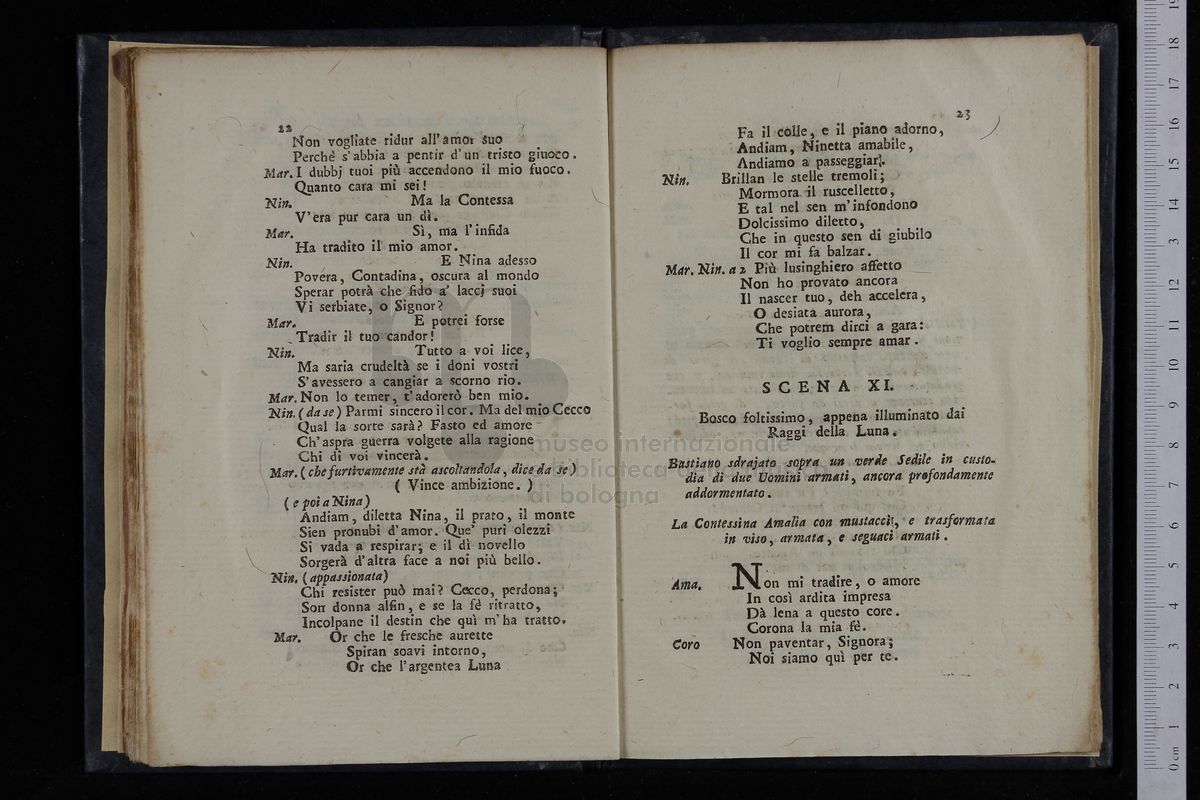 22
Non vogliate ridur all'amor suo
Perchè s'abbia a pentir d'un tristo giuoco.
Mar. I dubbj tuoi più accendono il mio fuoco.
Quanto cara mi sei!
Nin. Ma la Contessa
V'era pur cara un dì.
Mar. Sì, ma l'infida
Ha tradito il mio amor.
Nin. E Nina adesso
Povera, Contadina, oscura al mondo
Sperar potrà che fido a' laccj suoi
Vi serbiate, o Signor?
Mar. E potrei forse
Tradir il tuo candor!
Nin. Tutto a voi lice,
Ma saria crudeltà se i doni vostri
S'avessero a cangiar a scorno rio.
Mar. Non lo temer, t'adorerò ben mio.
Nin. (da se) Parmi sincero il cor. Ma del mio Cecco
Qual la sorte sarà? Fasto ed amore
Ch'aspra guerra volgete alla ragione
Chi di voi vincerà.
Mar. (che furtivamente stà ascoltandola, dice da se)
( Vince ambizione. )
(e poi a Nina)
Andiam, diletta Nina, il prato, il monte
Sien pronubi d'amor. Que' puri olezzi
Si vada a respirar; e il dì novello
Sorgerà d'altra face a noi più bello.
Nin. (appassionata)
Chi resister può mai? Cecco, perdona;
Son donna alfin, e se la fè ritratto,
Incolpane il destin che quì m'ha tratto.
Mar. Or che le fresche aurette
Spiran soavi intorno,
Or che l'argentea Luna
23
Fa il colle, e il piano adorno,
Andiam, Ninetta amabile,
Andiamo a passeggiar.
Nin. Brillan le stelle tremoli;
Mormora il ruscelletto,
E tal nel sen m'infondono
Dolcissimo diletto,
Che in questo sen di giubilo
Il cor mi fa balzar.
Mar. Nin. a 2 Più lusinghiero affetto
Non ho provato ancora
Il nascer tuo, deh accelera,
O desiata aurora,
Che potrem dirci a gara:
Ti voglio sempre amar.
SCENA XI.
Bosco foltissimo, appena illuminato dai
Raggi della Luna.
Bastiano sdrajato sopra un verde Sedile in custo-
dia di due Uomini armati, ancora profondamente
addormentato.
La Contessina Amalia con mustacci, e trasformata
in viso, armata, e seguaci armati.
Ama. Non mi tradire, o amore
In così ardita impresa
Dà lena a questo core.
Corona la mia fè.
Coro Non paventar, Signora;
Noi siamo quì per te.
museo internazionale
biblioteca della musica
di bologna